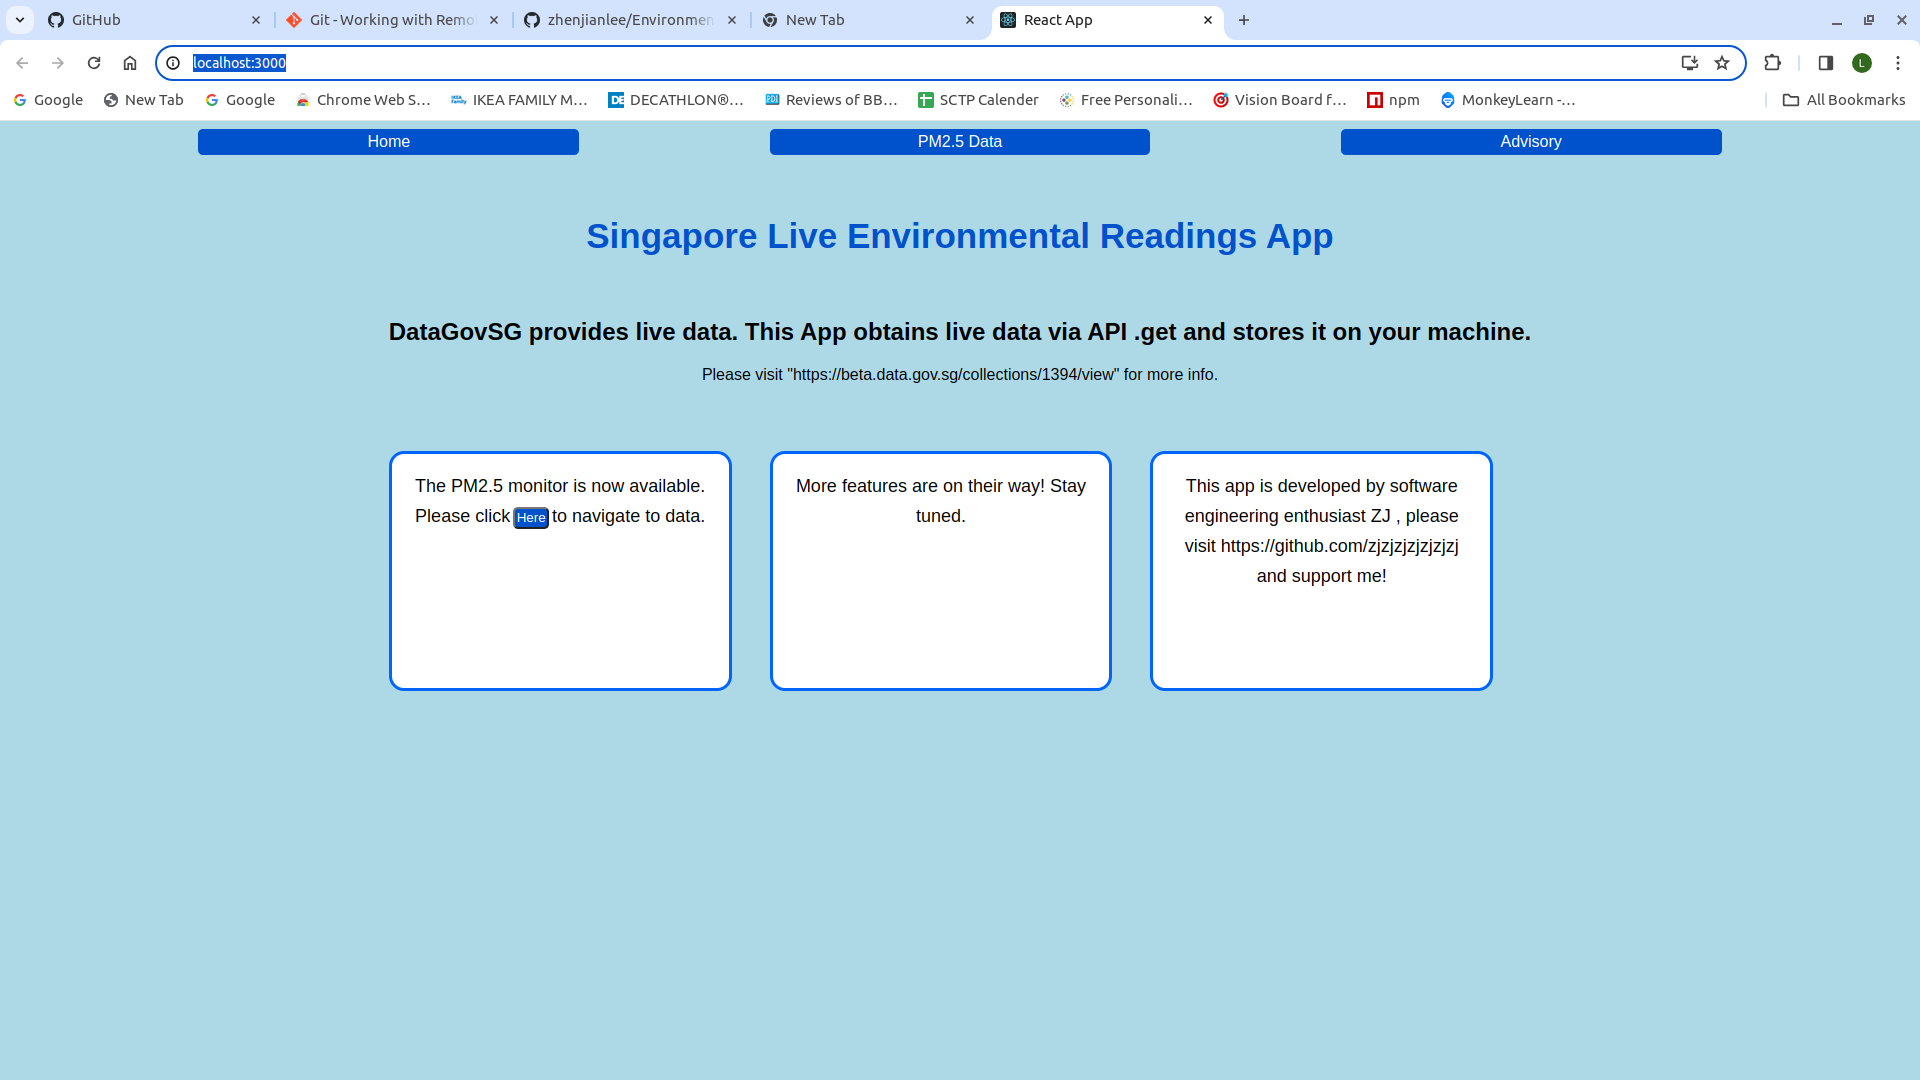 GitHub
Git - Working with Remo
zhenjianlee/Environmen
New Tab
React App
localhost:3000
L
Google
New Tab
Google
Chrome Web S...
IKEA FAMILY M...
DECATHLON®...
Reviews of BB...
SCTP Calender
Free Personali...
Vision Board f...
npm
MonkeyLearn -...
All Bookmarks
Home
PM2.5 Data
Advisory
Singapore Live Environmental Readings App
DataGovSG provides live data. This App obtains live data via API .get and stores it on your machine.
Please visit "https://beta.data.gov.sg/collections/1394/view" for more info.
The PM2.5 monitor is now available.
Please click Here to navigate to data.
More features are on their way! Stay
tuned.
This app is developed by software
engineering enthusiast ZJ , please
visit https://github.com/zjzjzjzjzjzjzj
and support me!